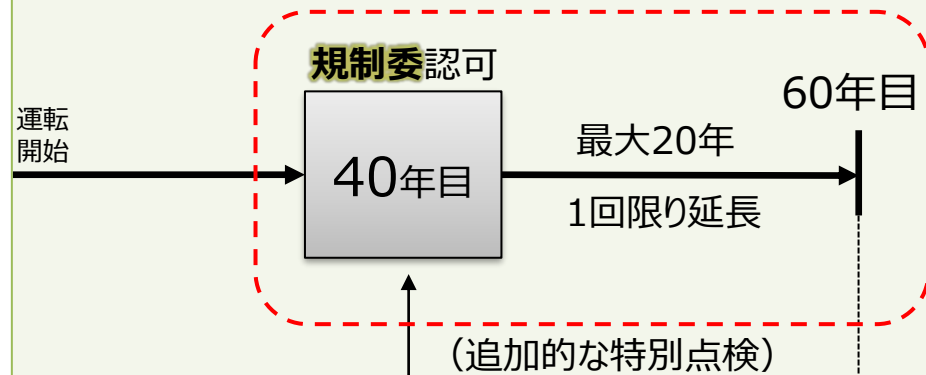 規制委認可
60年目
運転
開始
最大20年
40年目
1回限り延長
（追加的な特別点検）